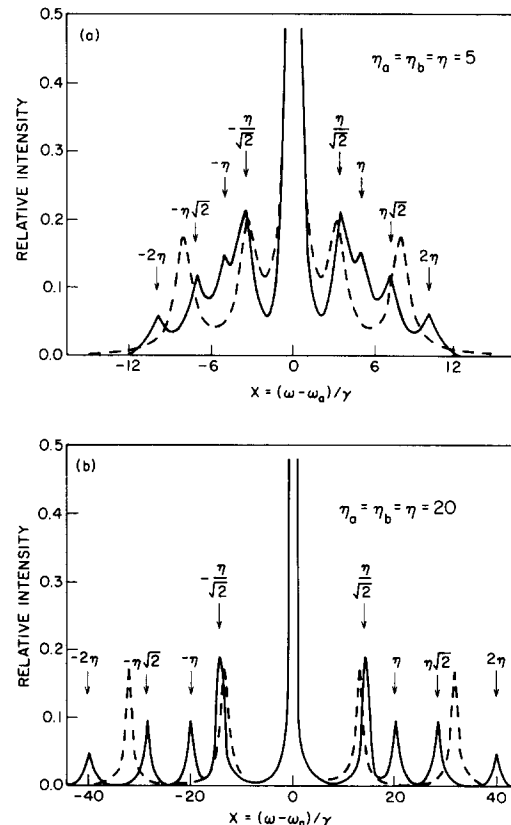 (a)
ηa = ηb = η = 5
RELATIVE INTENSITY
0.5
0.4
0.3
0.2
0.1
0.0
-2η
-η√2
-η
-η/√2
η/√2
η
η√2
2η
-12
-6
0
6
12
X = (ω-ωa)/γ
(b)
ηa = ηb = η = 20
RELATIVE INTENSITY
0.5
0.4
0.3
0.2
0.1
0.0
-2η
-η√2
-η
-η/√2
η/√2
η
η√2
2η
-40
-20
0
20
40
X = (ω-ωa)/γ